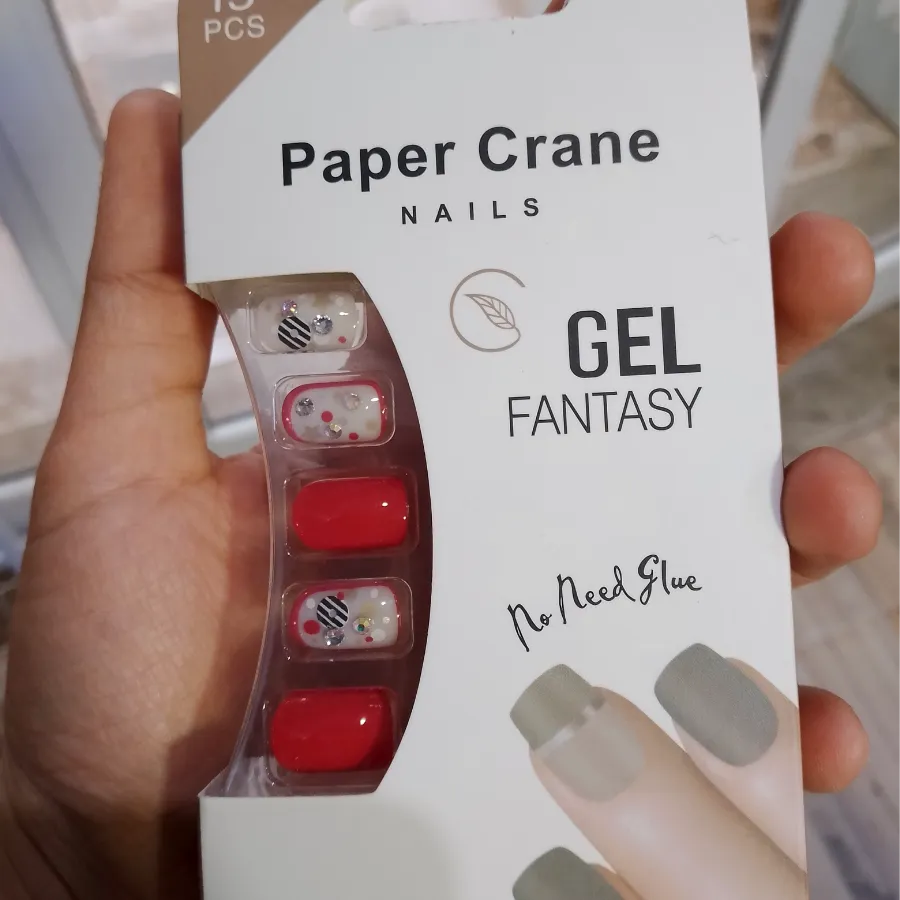 PCS
Paper Crane
NAILS
GEL
FANTASY
No Need Glue